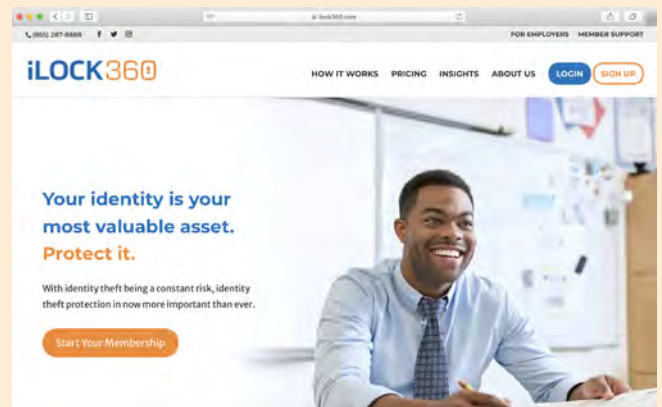 ilock360.com
(855) 287-8888
FOR EMPLOYERS MEMBER SUPPORT
iLOCK360
HOW IT WORKS PRICING INSIGHTS ABOUT US LOGIN SIGN UP
Your identity is your
most valuable asset.
Protect it.
With identity theft being a constant risk, identity
theft protection in now more important than ever.
Start Your Membership